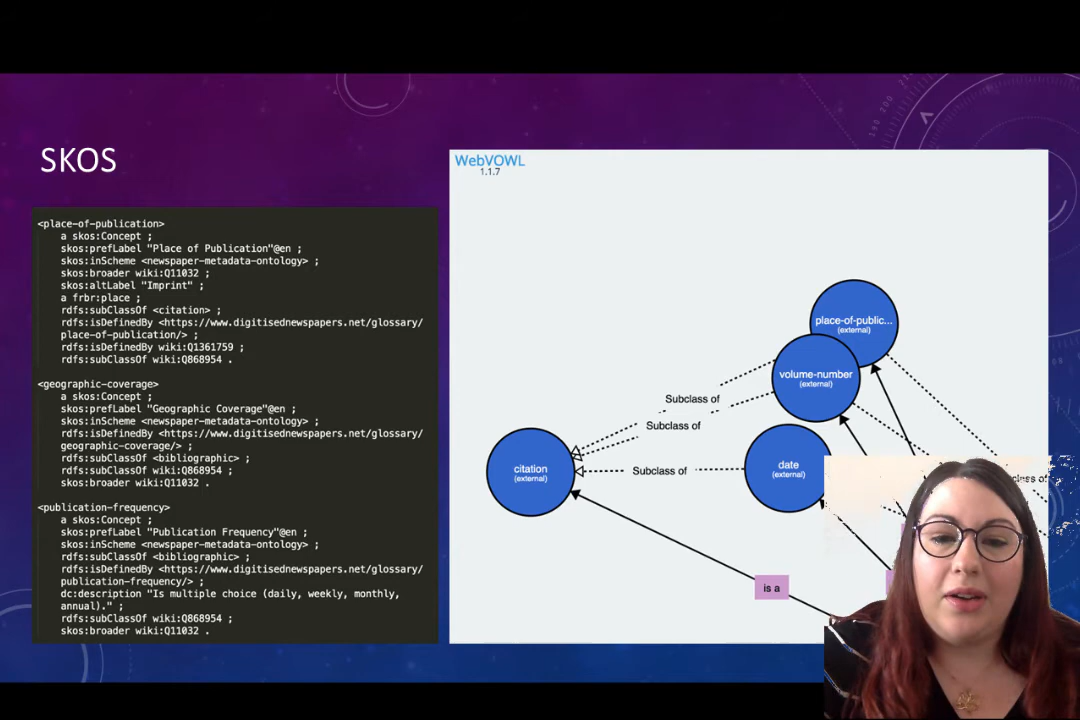 SKOS
<place-of-publication>
a skos:Concept ;
skos:prefLabel "Place of Publication"@en ;
skos:inScheme <newspaper-metadata-ontology> ;
skos:broader wiki:Q11032 ;
skos:altLabel "Imprint" ;
a frbr:place ;
rdfs:subClassOf <citation> ;
rdfs:isDefinedBy <https://www.digitisednewspapers.net/glossary/
place-of-publication/> ;
rdfs:isDefinedBy wiki:Q1361759 ;
rdfs:subClassOf wiki:Q868954 .
<geographic-coverage>
a skos:Concept ;
skos:prefLabel "Geographic Coverage"@en ;
skos:inScheme <newspaper-metadata-ontology> ;
rdfs:isDefinedBy <https://www.digitisednewspapers.net/glossary/
geographic-coverage/> ;
rdfs:subClassOf <bibliographic> ;
rdfs:subClassOf wiki:Q868954 ;
skos:broader wiki:Q11032 .
<publication-frequency>
a skos:Concept ;
skos:prefLabel "Publication Frequency"@en ;
skos:inScheme <newspaper-metadata-ontology> ;
rdfs:subClassOf <bibliographic> ;
rdfs:isDefinedBy <https://www.digitisednewspapers.net/glossary/
publication-frequency/> ;
dc:description "Is multiple choice (daily, weekly, monthly,
annual)." ;
rdfs:subClassOf wiki:Q868954 ;
skos:broader wiki:Q11032 .
WebVOWL
1.1.7
place-of-public...
(external)
volume-number
(external)
Subclass of
Subclass of
citation
(external)
Subclass of
date
(external)
is a